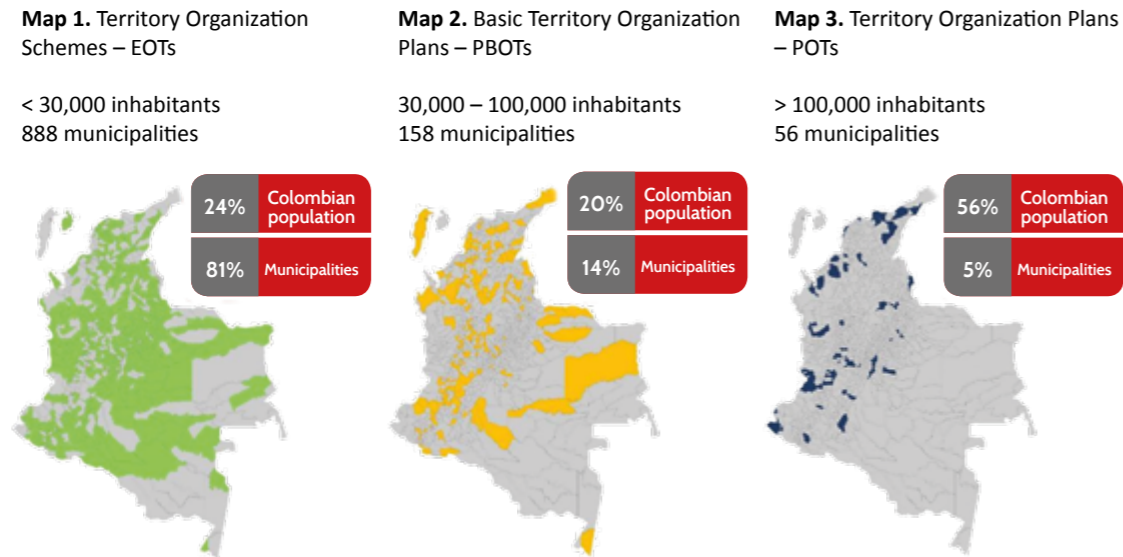 Map 1. Territory Organization
Schemes – EOTs
< 30,000 inhabitants
888 municipalities
24% Colombian
population
81% Municipalities
Map 2. Basic Territory Organization
Plans – PBOTs
30,000 – 100,000 inhabitants
158 municipalities
20% Colombian
population
14% Municipalities
Map 3. Territory Organization Plans
– POTs
> 100,000 inhabitants
56 municipalities
56% Colombian
population
5% Municipalities